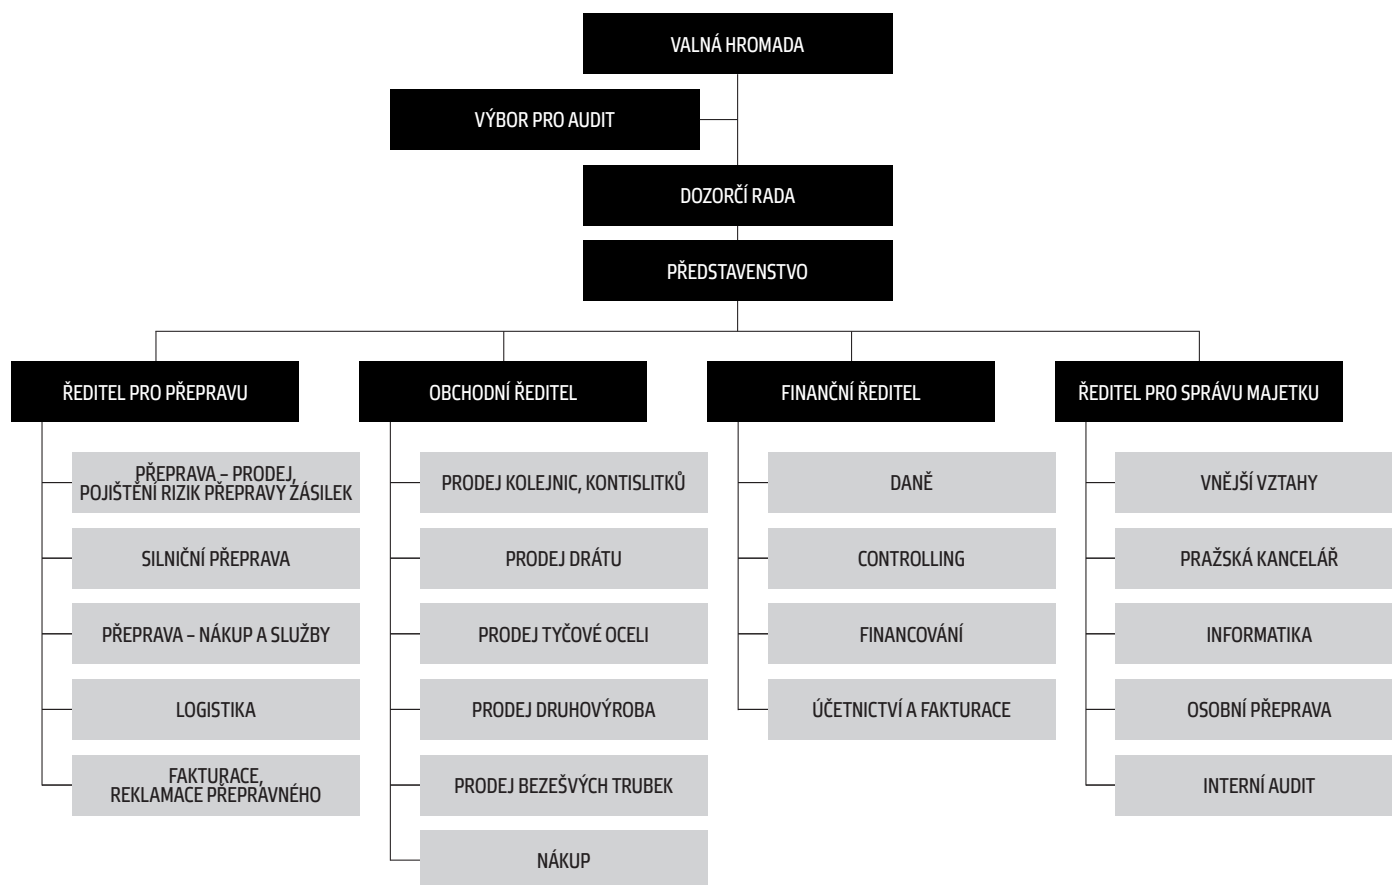 VALNÁ HROMADA
VÝBOR PRO AUDIT
DOZORČÍ RADA
PŘEDSTAVENSTVO
ŘEDITEL PRO PŘEPRAVU
PŘEPRAVA – PRODEJ,
POJIŠTĚNÍ RIZIK PŘEPRAVY ZÁSILEK
SILNIČNÍ PŘEPRAVA
PŘEPRAVA – NÁKUP A SLUŽBY
LOGISTIKA
FAKTURACE,
REKLAMACE PŘEPRAVNÉHO
OBCHODNÍ ŘEDITEL
PRODEJ KOLEJNIC, KONTISLITKŮ
PRODEJ DRÁTU
PRODEJ TYČOVÉ OCELI
PRODEJ DRUHOVÝROBA
PRODEJ BEZEŠVÝCH TRUBEK
NÁKUP
FINANČNÍ ŘEDITEL
DANĚ
CONTROLLING
FINANCOVÁNÍ
ÚČETNICTVÍ A FAKTURACE
ŘEDITEL PRO SPRÁVU MAJETKU
VNĚJŠÍ VZTAHY
PRAŽSKÁ KANCELÁŘ
INFORMATIKA
OSOBNÍ PŘEPRAVA
INTERNÍ AUDIT